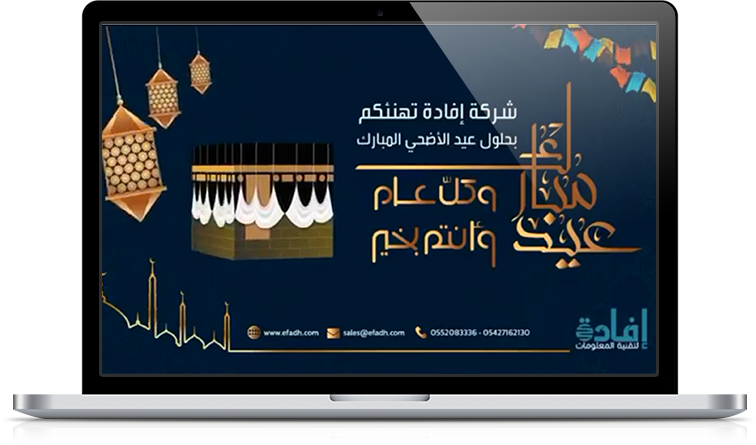 شركة إفادة تهنئكم
بحلول عيد الأضحي المبارك
عيد مبارك
وكل عام
وأنتم بخير
www.efadh.com sales@efadh.com 0552083336 - 05427162130
إفادة
لتقنية المعلومات